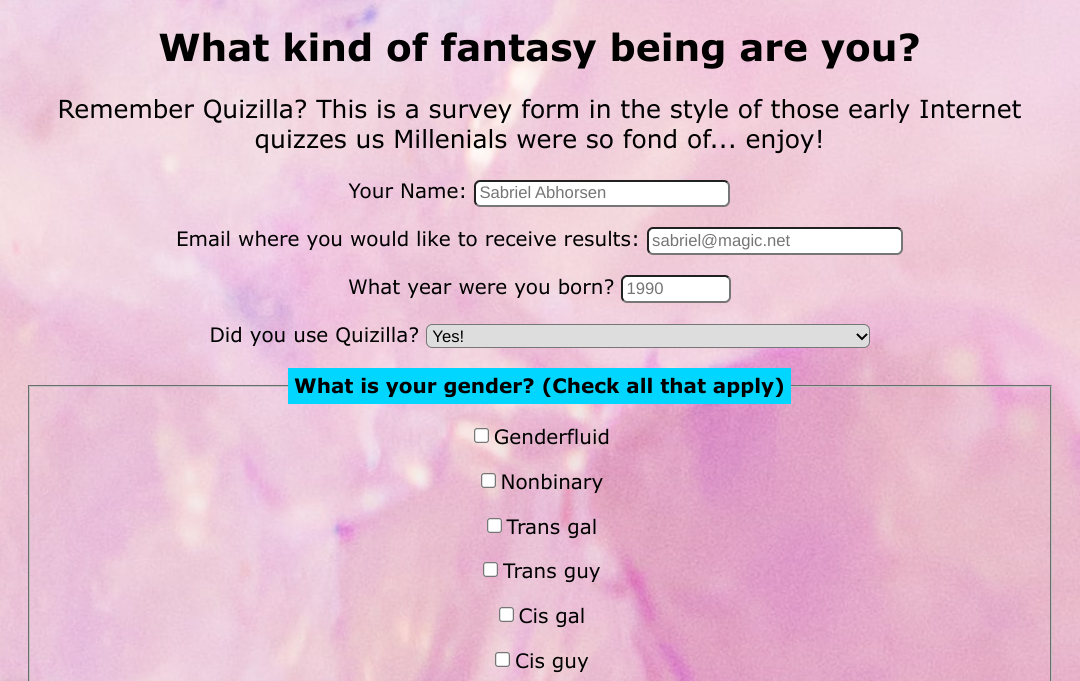 What kind of fantasy being are you?
Remember Quizilla? This is a survey form in the style of those early Internet
quizzes us Millenials were so fond of... enjoy!
Your Name: Sabriel Abhorsen
Email where you would like to receive results: sabriel@magic.net
What year were you born? 1990
Did you use Quizilla? Yes!
What is your gender? (Check all that apply)
Genderfluid
Nonbinary
Trans gal
Trans guy
Cis gal
Cis guy